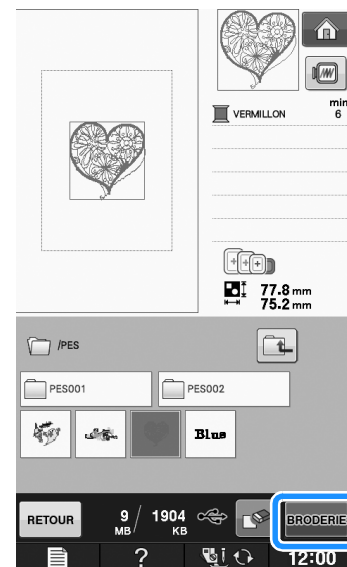 min
VERMILLON 6
77.8 mm
75.2 mm
/PES
PES001 PES002
Blue
RETOUR 9 MB / 1904 KB BRODERIE
? 12:00